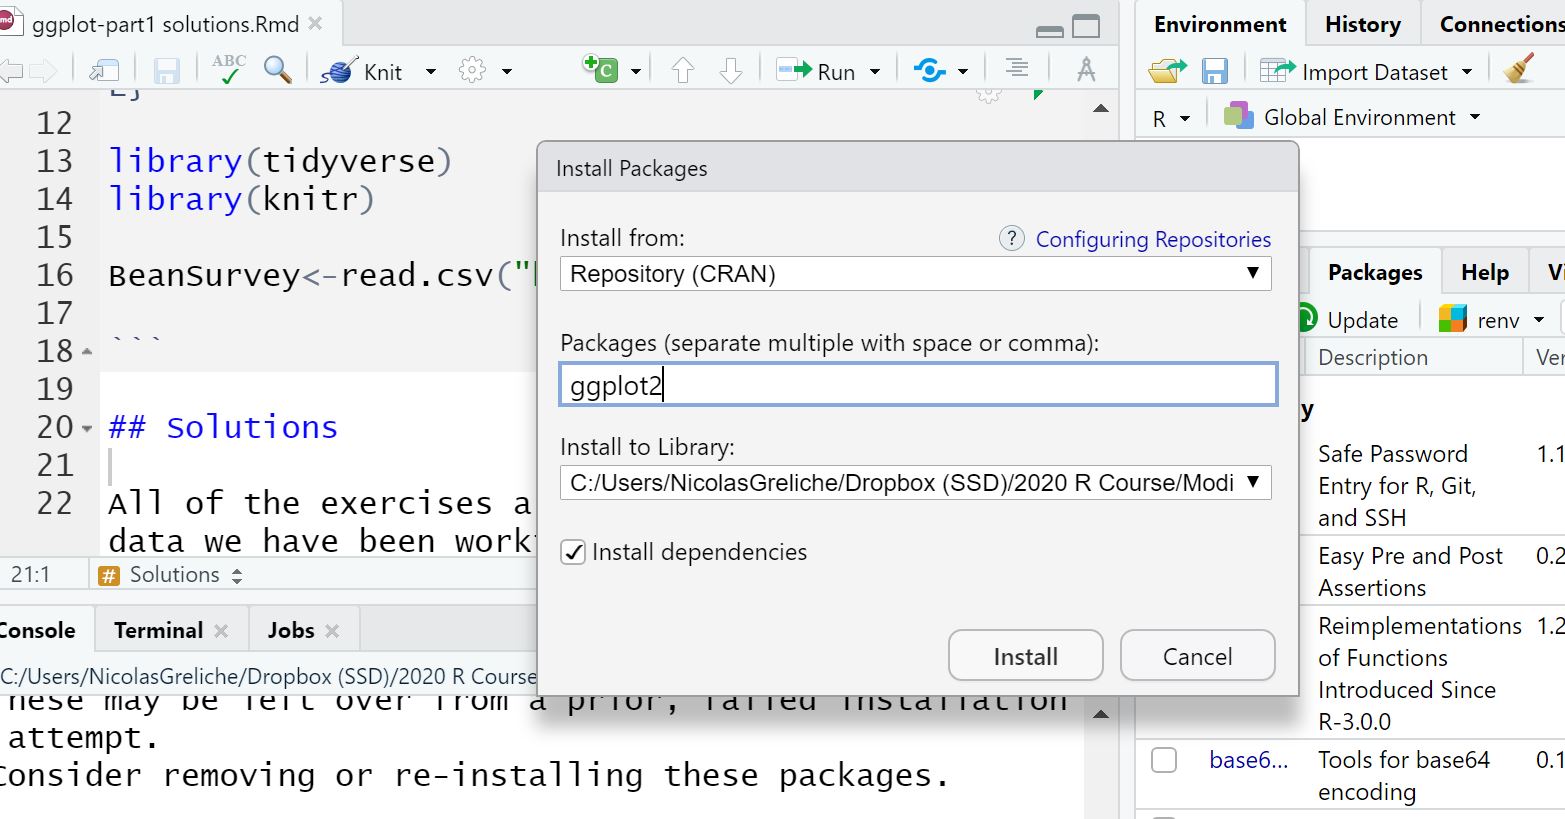 ggplot-part1 solutions.Rmd
ABC
Knit
Run
12
13 library(tidyverse)
14 library(knitr)
15
16 BeanSurvey<-read.csv("
17
18 ```
19
20 ## Solutions
21
22 All of the exercises a
data we have been work
21:1 # Solutions
Console Terminal Jobs
C:/Users/NicolasGreliche/Dropbox (SSD)/2020 R Course
hese may be left over from a prior, failed installation
attempt.
Consider removing or re-installing these packages.
Install Packages
Install from:
? Configuring Repositories
Repository (CRAN)
Packages (separate multiple with space or comma):
ggplot2
Install to Library:
C:/Users/NicolasGreliche/Dropbox (SSD)/2020 R Course/Modi
Install dependencies
Install Cancel
Environment History Connections
Import Dataset
R Global Environment
Packages Help Vi
Update renv
Description Ver
y
Safe Password 1.1
Entry for R, Git,
and SSH
Easy Pre and Post 0.2
Assertions
Reimplementations 1.2
of Functions
Introduced Since
R-3.0.0
base6... Tools for base64 0.1
encoding